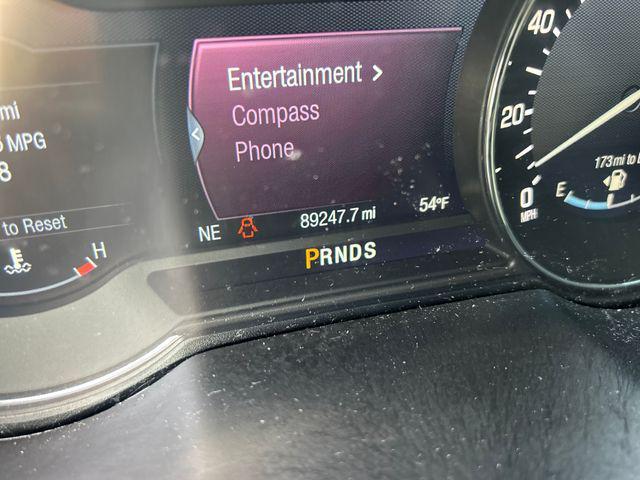 mi
MPG
8
to Reset
H
Entertainment >
Compass
Phone
NE 89247.7 mi 54°F
PRNDS
40
20
0
MPH
173 mi to
E